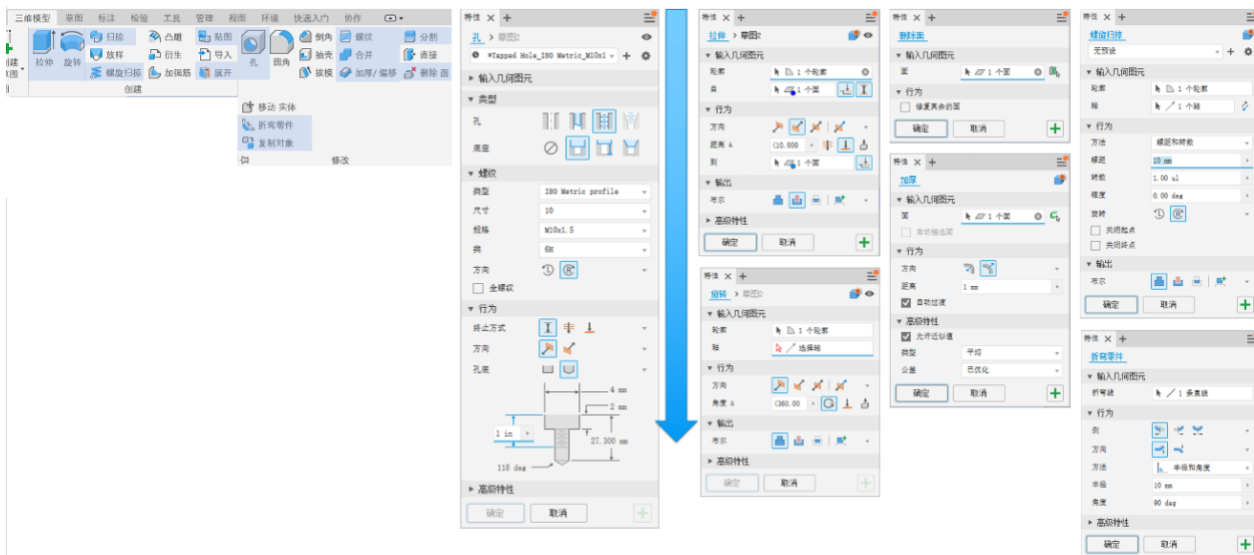 三维模型 草图 标注 检验 工具 管理 视图 环境 快速入门 协作
拉伸 旋转 扫掠 放样 螺旋扫掠 凸雕 衍生 加强筋 贴图 导入 展开
创建
孔 圆角 倒角 抽壳 拔模 螺纹 合并 加厚/偏移 分割 直接 删除 面
移动 实体
折弯零件
复制对象
修改
特性 × +
孔 > 草图2
*Tapped Hole_ISO Metric_M10x1
输入几何图元
类型
孔
底座
螺纹
类型 ISO Metric profile
尺寸 10
规格 M10x1.5
类 6H
方向
全螺纹
行为
终止方式
方向
孔底
4 mm
2 mm
1 in
27.300 mm
118 deg
高级特性
确定 取消
特性 × +
拉伸 > 草图2
输入几何图元
轮廓 1 个轮廓
自 1 个面
行为
方向
距离 A (10.000
到 1 个面
输出
布尔
高级特性
确定 取消
特性 × +
旋转 > 草图2
输入几何图元
轮廓 1 个轮廓
轴 选择轴
行为
方向
角度 A (360.00
输出
布尔
高级特性
确定 取消
特性 × +
删除面
输入几何图元
面 1 个面
行为
修复其余的面
确定 取消
特性 × +
加厚
输入几何图元
面 1 个面
自动链选面
行为
方向
距离 1 mm
自动过渡
高级特性
允许近似值
类型 平均
公差 已优化
确定 取消
特性 × +
螺旋扫掠
无预设
输入几何图元
轮廓 1 个轮廓
轴 1 个轴
行为
方法 螺距和转数
螺距 10 mm
转数 1.00 ul
锥度 0.00 deg
旋转
关闭起点
关闭终点
输出
布尔
确定 取消
特性 × +
折弯零件
输入几何图元
折弯线 1 条直线
行为
侧
方向
方法 半径和角度
半径 10 mm
角度 90 deg
高级特性
确定 取消